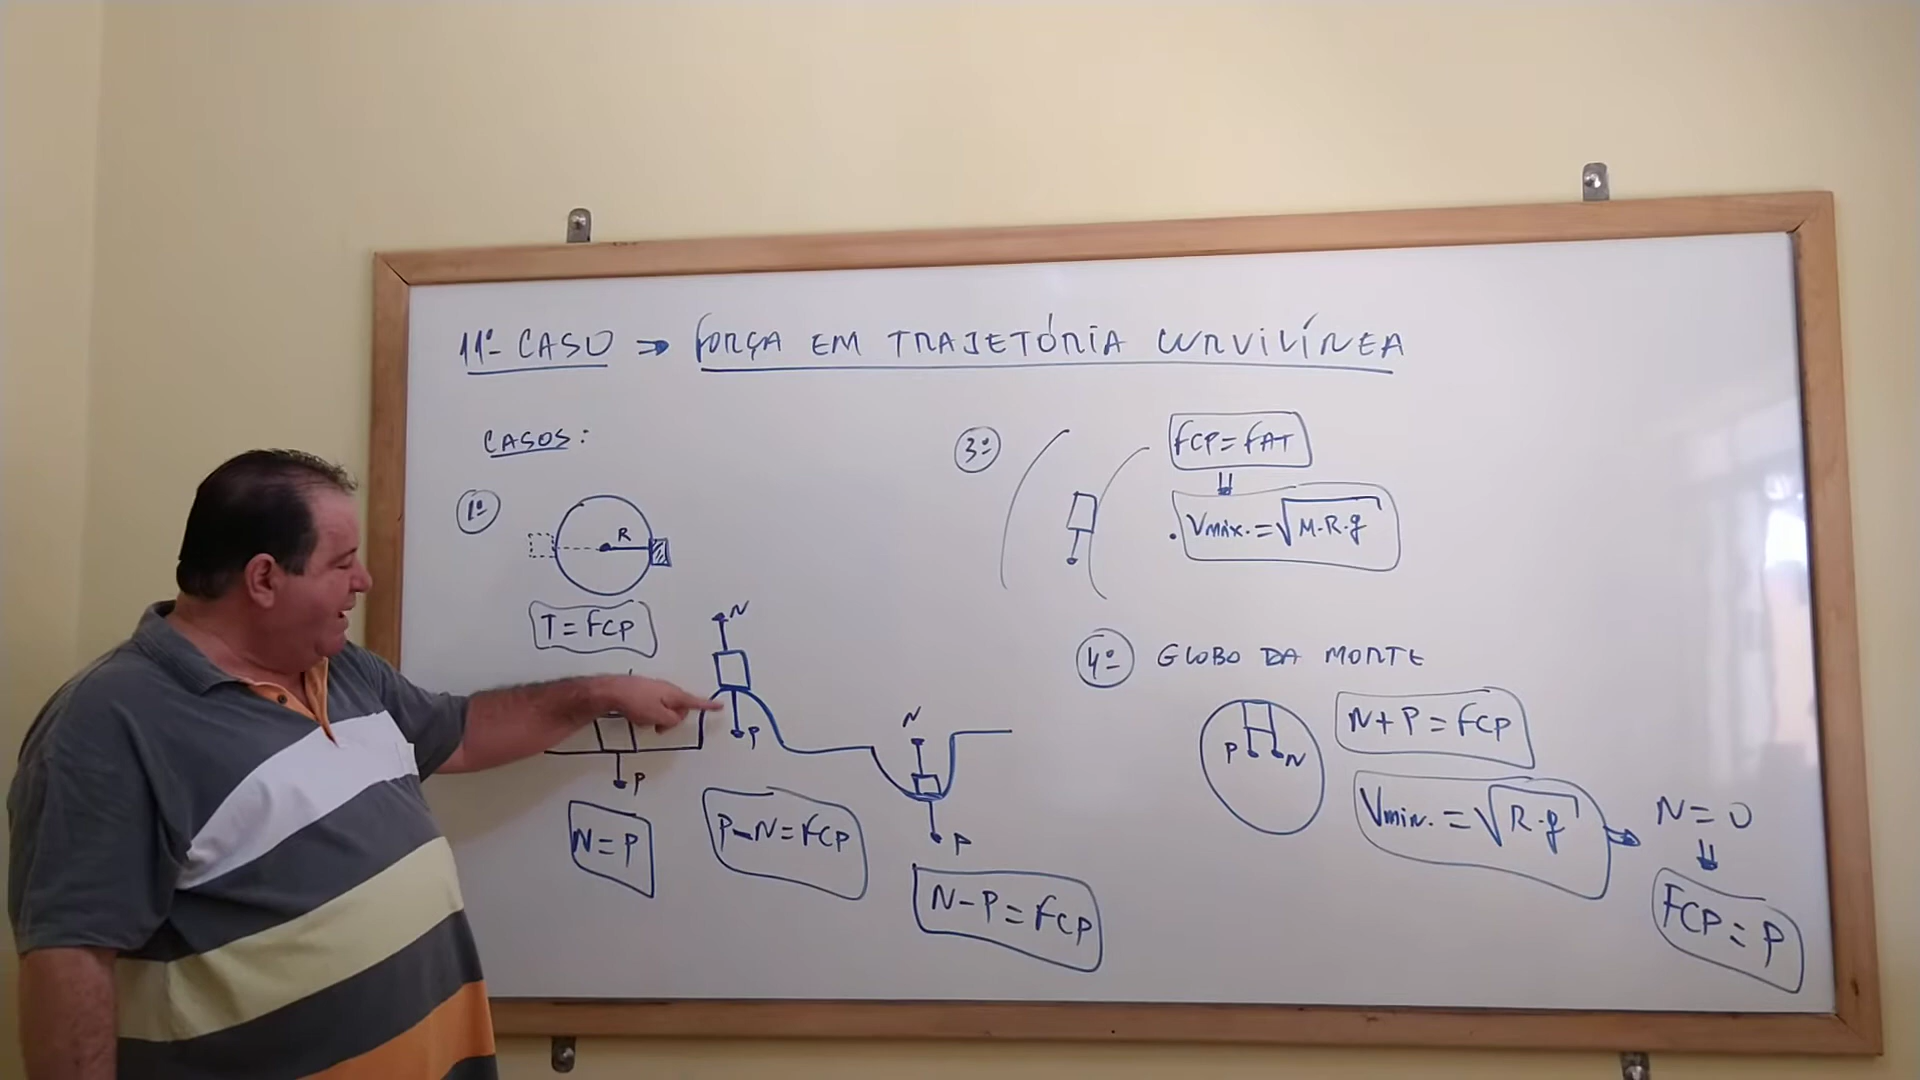 11º CASO ⇒ FORÇA EM TRAJETÓRIA CURVILÍNEA
CASOS:
1º
R
T = FCP
N
P
P
N = P
P - N = FCP
N
P
N - P = FCP
3º
FCP = FAT
Vmáx. = √M.R.g
4º GLOBO DA MORTE
P N
N + P = FCP
Vmin. = √R.g
N = 0
FCP = P